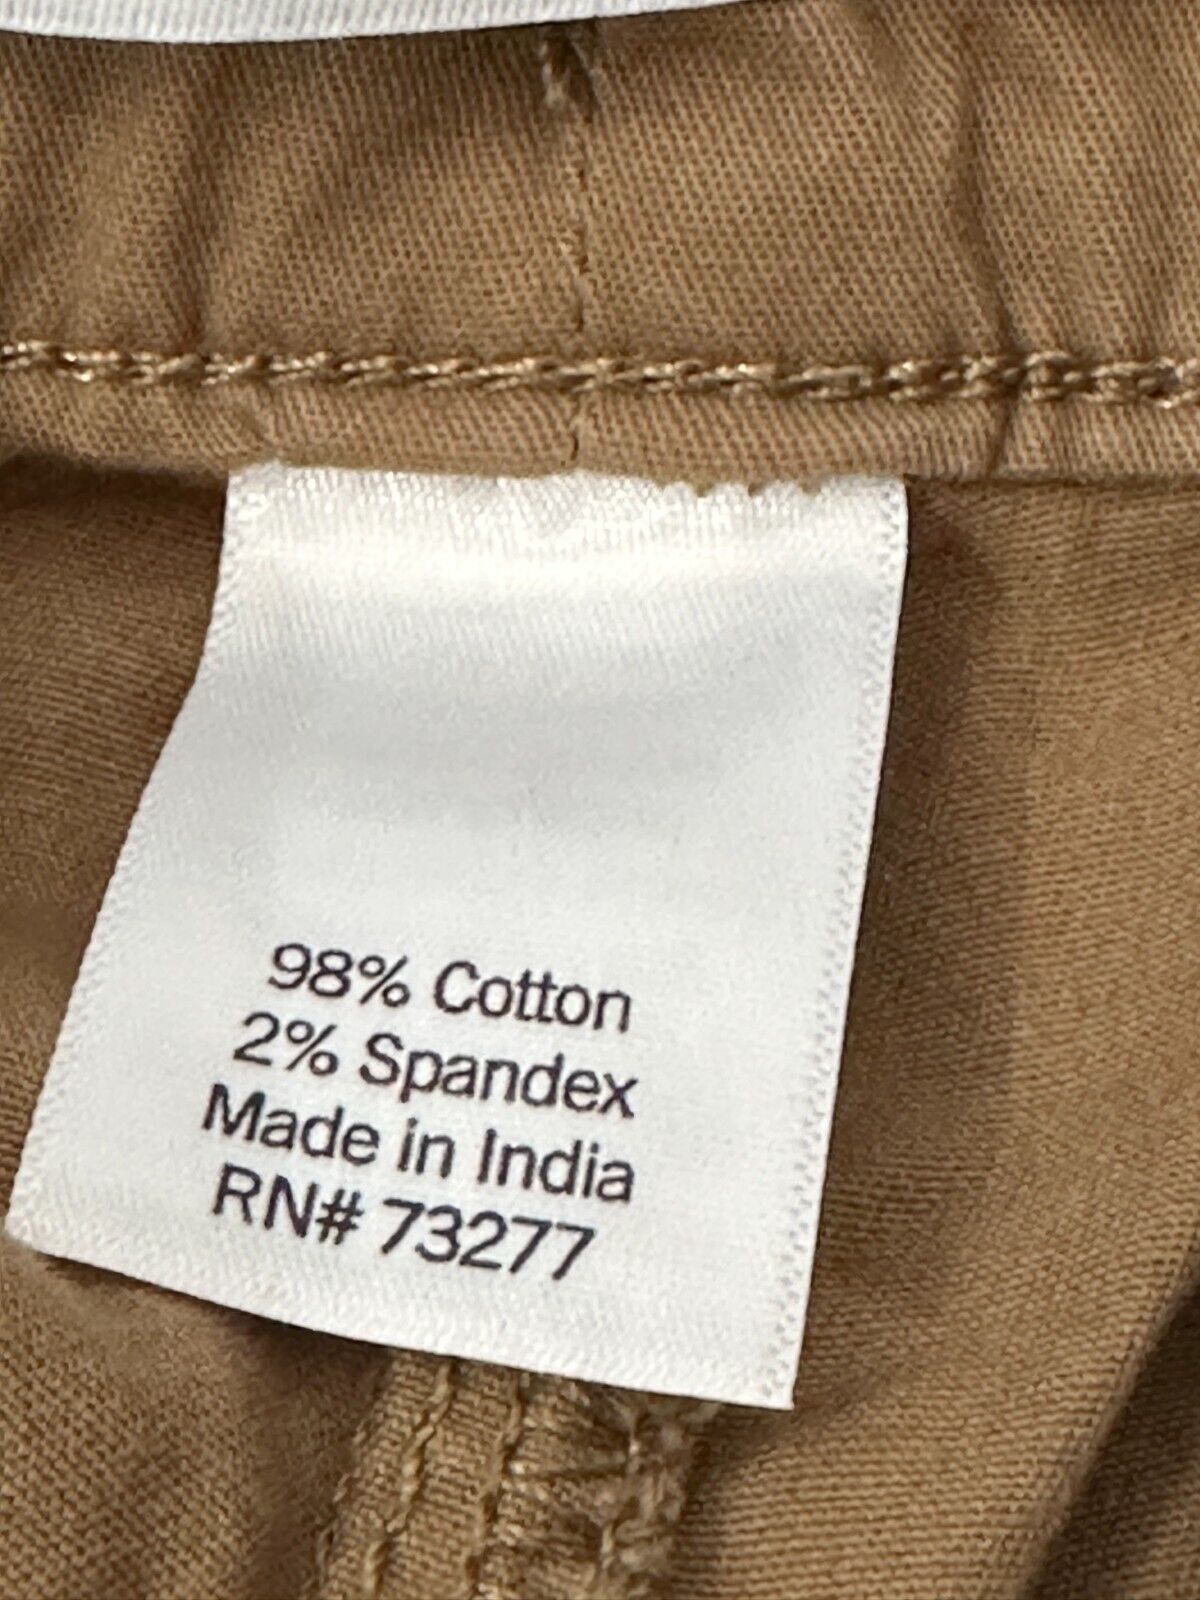 98% Cotton
2% Spandex
Made in India
RN# 73277